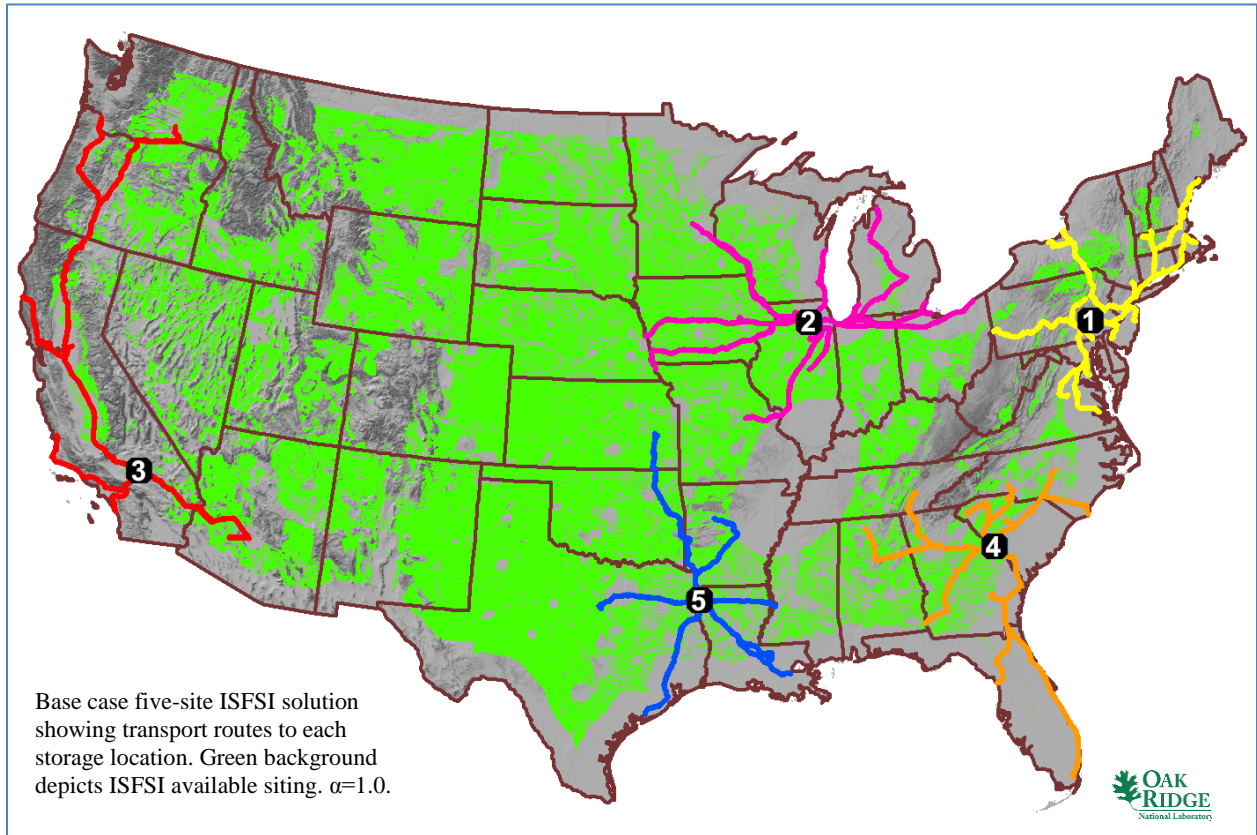 2
1
3
4
5
Base case five-site ISFSI solution
showing transport routes to each
storage location. Green background
depicts ISFSI available siting. α=1.0.
OAK
RIDGE
National Laboratory